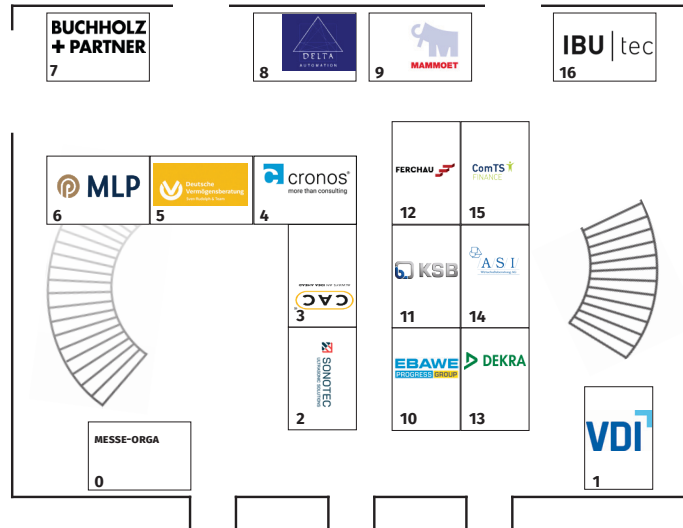 BUCHHOLZ
+ PARTNER
7
DELTA
AUTOMATION
8
MAMMOET
9
IBU|tec
16
MLP
6
Deutsche
Vermögensberatung
5
cronos®
more than consulting
4
FERCHAU
12
ComTS
FINANCE
15
CAC
3
KSB
11
A/S/I
14
SONOTEC
ULTRASONIC SOLUTIONS
2
EBAWE
PROGRESS GROUP
10
DEKRA
13
MESSE-ORGA
0
VDI
1